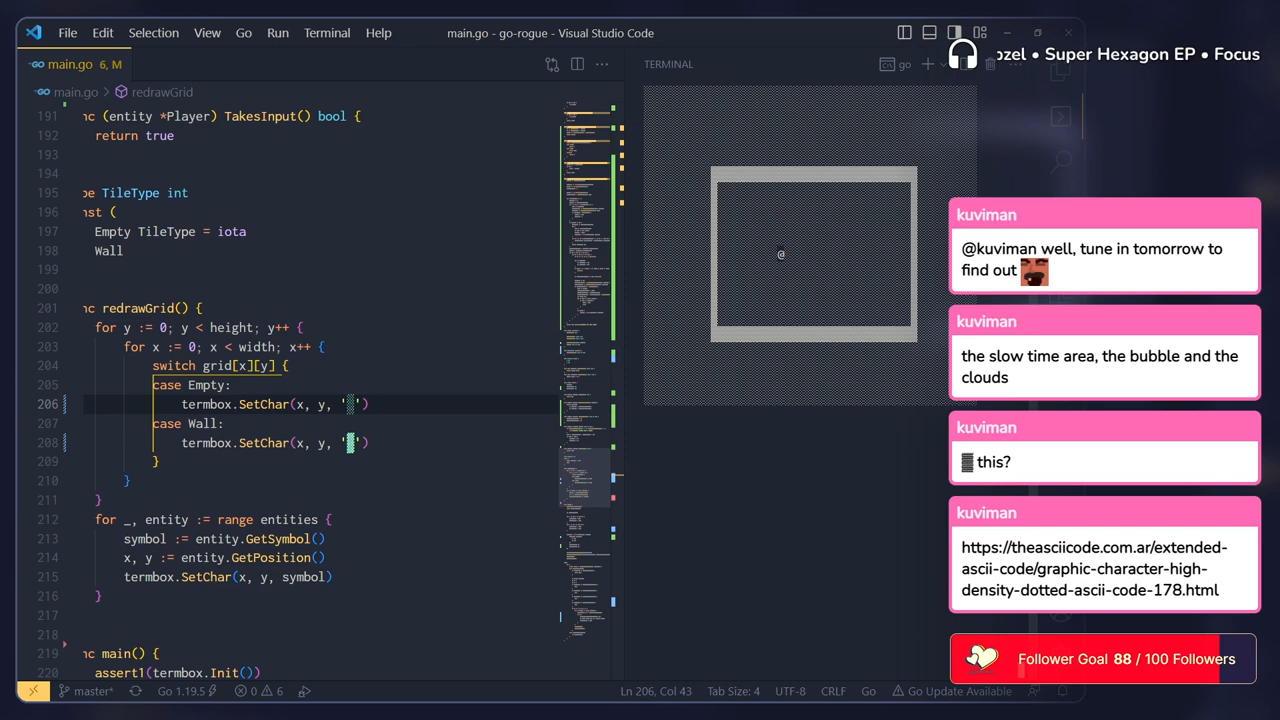 File Edit Selection View Go Run Terminal Help
main.go - go-rogue - Visual Studio Code
main.go 6, M
main.go > redrawGrid
191 nc (entity *Player) TakesInput() bool {
192 return true
193
194
195 pe TileType int
196 nst (
197 Empty TileType = iota
198 Wall
199
200
201 nc redrawGrid() {
202 for y := 0; y < height; y++ {
203 for x := 0; x < width; x++ {
204 switch grid[x][y] {
205 case Empty:
206 termbox.SetChar(x, y, '░')
207 case Wall:
208 termbox.SetChar(x, y, '▓')
209 }
210 }
211 }
212 for _, entity := range entities {
213 symbol := entity.GetSymbol()
214 x, y := entity.GetPosition()
215 termbox.SetChar(x, y, symbol)
216 }
217
218
219 nc main() {
220 assert1(termbox.Init())
TERMINAL
go
@
ozel • Super Hexagon EP • Focus
kuviman
@kuviman well, tune in tomorrow to
find out
kuviman
the slow time area, the bubble and the
clouds
kuviman
▓ this?
kuviman
https://theasciicode.com.ar/extended-
ascii-code/graphic-character-high-
density-dotted-ascii-code-178.html
Follower Goal 88 / 100 Followers
master* Go 1.19.5 0 6
Ln 206, Col 43 Tab Size: 4 UTF-8 CRLF Go Go Update Available